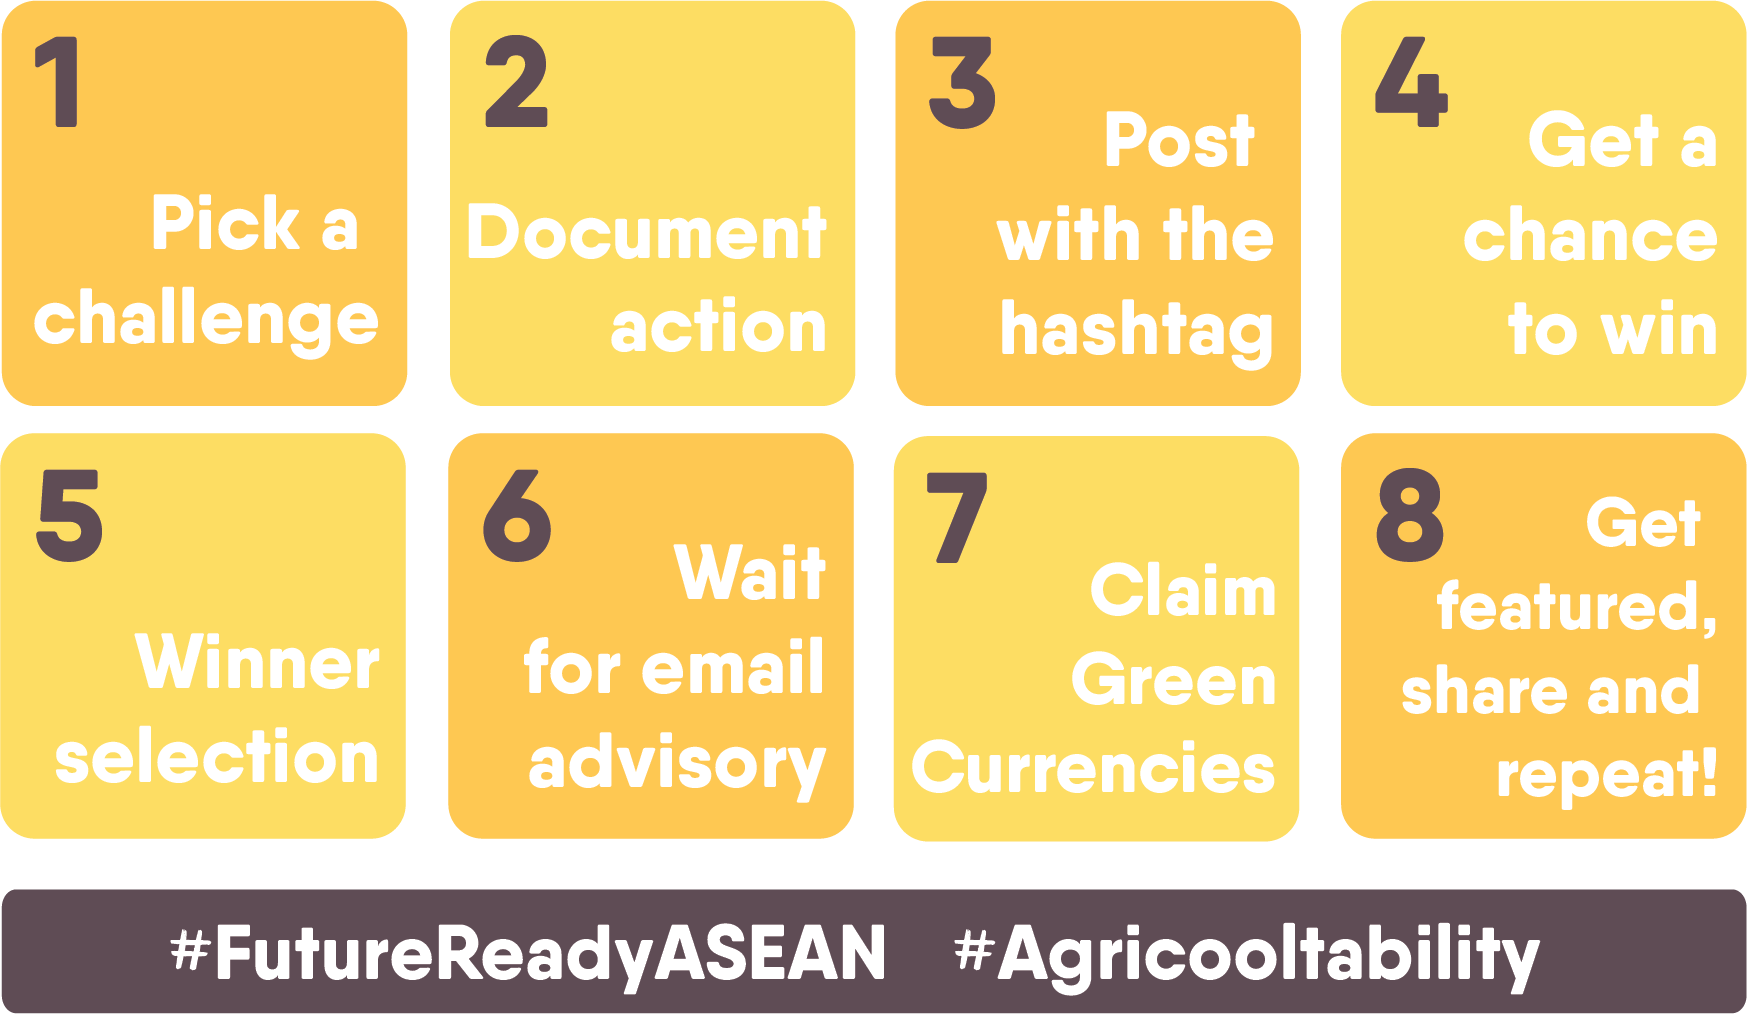 1
Pick a
challenge
2
Document
action
3
Post
with the
hashtag
4
Get a
chance
to win
5
Winner
selection
6
Wait
for email
advisory
7
Claim
Green
Currencies
8
Get
featured,
share and
repeat!
#FutureReadyASEAN #Agricooltability